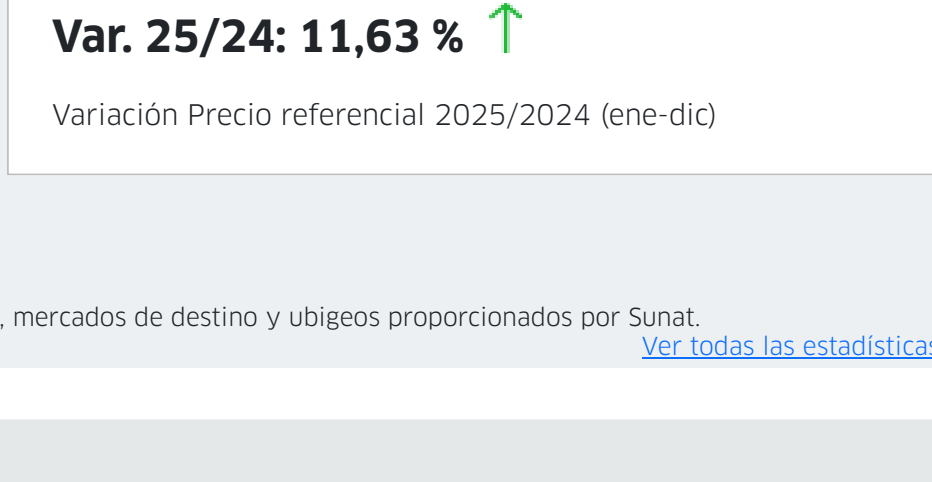 Var. 25/24: 11,63 %
Variación Precio referencial 2025/2024 (ene-dic)
, mercados de destino y ubigeos proporcionados por Sunat.
Ver todas las estadísticas